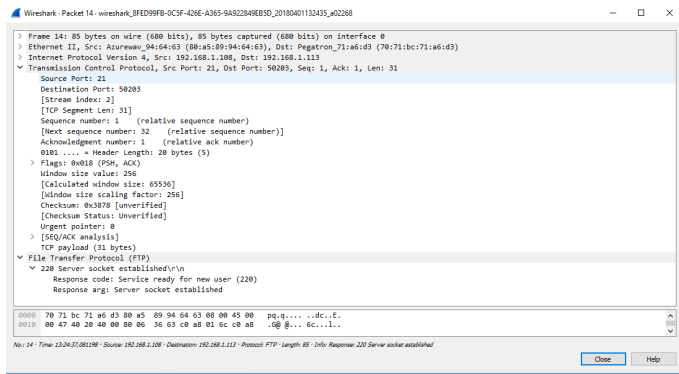 Wireshark · Packet 14 · wireshark_8FED99FB-0C5F-426E-A365-9A922849EB5D_20180401132435_a02268
Frame 14: 85 bytes on wire (680 bits), 85 bytes captured (680 bits) on interface 0
Ethernet II, Src: Azurewav_94:64:63 (80:a5:89:94:64:63), Dst: Pegatron_71:a6:d3 (70:71:bc:71:a6:d3)
Internet Protocol Version 4, Src: 192.168.1.108, Dst: 192.168.1.113
Transmission Control Protocol, Src Port: 21, Dst Port: 50203, Seq: 1, Ack: 1, Len: 31
Source Port: 21
Destination Port: 50203
[Stream index: 2]
[TCP Segment Len: 31]
Sequence number: 1 (relative sequence number)
[Next sequence number: 32 (relative sequence number)]
Acknowledgment number: 1 (relative ack number)
0101 .... = Header Length: 20 bytes (5)
Flags: 0x018 (PSH, ACK)
Window size value: 256
[Calculated window size: 65536]
[Window size scaling factor: 256]
Checksum: 0x3878 [unverified]
[Checksum Status: Unverified]
Urgent pointer: 0
[SEQ/ACK analysis]
TCP payload (31 bytes)
File Transfer Protocol (FTP)
220 Server socket established\r\n
Response code: Service ready for new user (220)
Response arg: Server socket established
0000 70 71 bc 71 a6 d3 80 a5 89 94 64 63 08 00 45 00 pq.q.... ..dc..E.
0010 00 47 40 20 40 00 80 06 36 63 c0 a8 01 6c c0 a8 .G@ @... 6c...l..
No.: 14 · Time: 13:24:37,081198 · Source: 192.168.1.108 · Destination: 192.168.1.113 · Protocol: FTP · Length: 85 · Info: Response: 220 Server socket established
Close Help